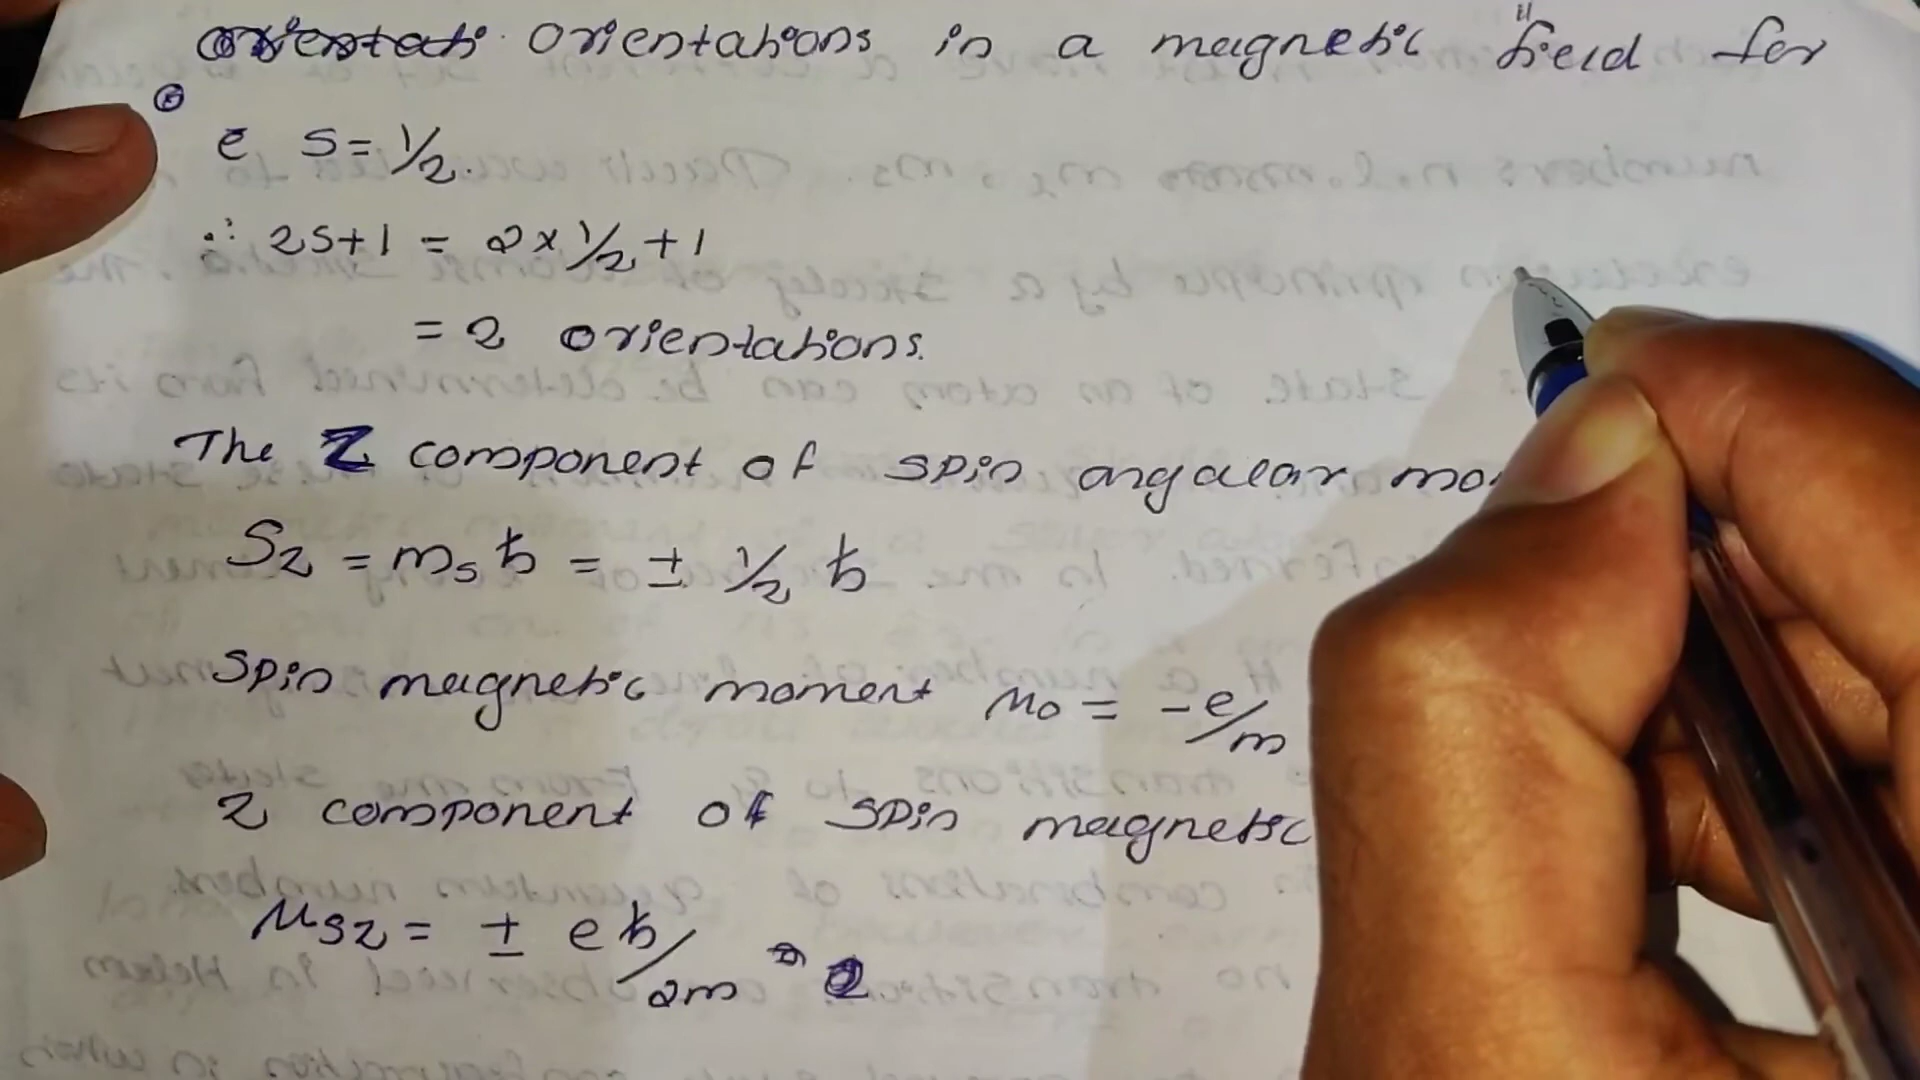 orientations in a magnetic field for
e s = 1/2.
∴ 2s+1 = 2 × 1/2 + 1
= 2 orientations.
The Z component of spin angular mo
Sz = ms ħ = ± 1/2 ħ
Spin magnetic moment μ0 = -e/m
z component of spin magnetic
μsz = ± eħ/2m